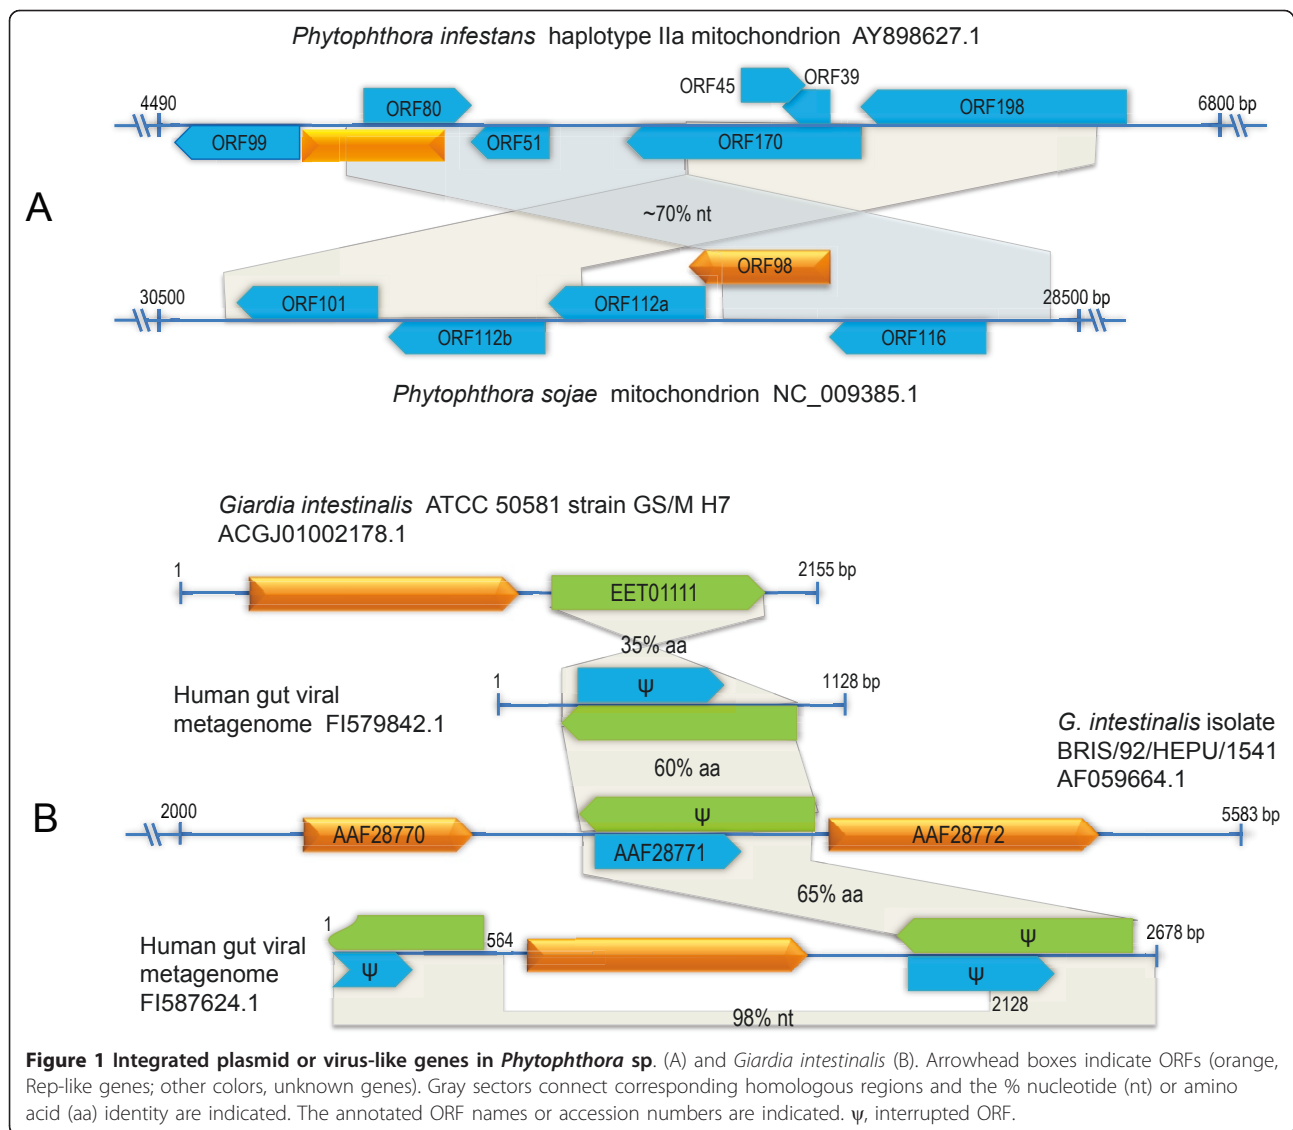 Phytophthora infestans haplotype IIa mitochondrion AY898627.1
ORF45
ORF39
4490
ORF80
ORF198
6800 bp
ORF99
ORF51
ORF170
A
~70% nt
ORF98
30500
ORF101
ORF112a
28500 bp
ORF112b
ORF116
Phytophthora sojae mitochondrion NC_009385.1
Giardia intestinalis ATCC 50581 strain GS/M H7
ACGJ01002178.1
1
EET01111
2155 bp
35% aa
Human gut viral
metagenome FI579842.1
1
ψ
1128 bp
G. intestinalis isolate
BRIS/92/HEPU/1541
AF059664.1
60% aa
B
2000
AAF28770
ψ
AAF28771
AAF28772
5583 bp
65% aa
Human gut viral
metagenome
FI587624.1
1
564
ψ
ψ
ψ
2678 bp
2128
98% nt
Figure 1 Integrated plasmid or virus-like genes in Phytophthora sp. (A) and Giardia intestinalis (B). Arrowhead boxes indicate ORFs (orange,
Rep-like genes; other colors, unknown genes). Gray sectors connect corresponding homologous regions and the % nucleotide (nt) or amino
acid (aa) identity are indicated. The annotated ORF names or accession numbers are indicated. ψ, interrupted ORF.